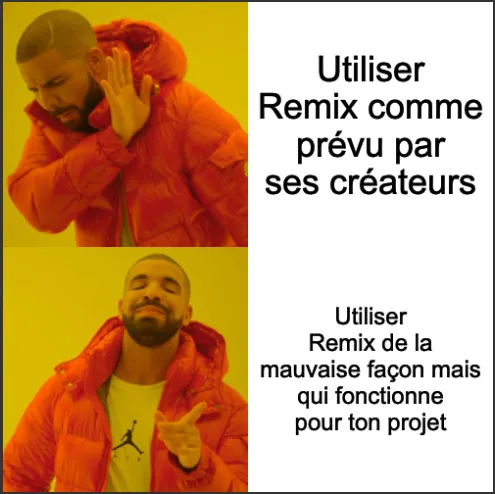 Utiliser
Remix comme
prévu par
ses créateurs
Utiliser
Remix de la
mauvaise façon mais
qui fonctionne
pour ton projet